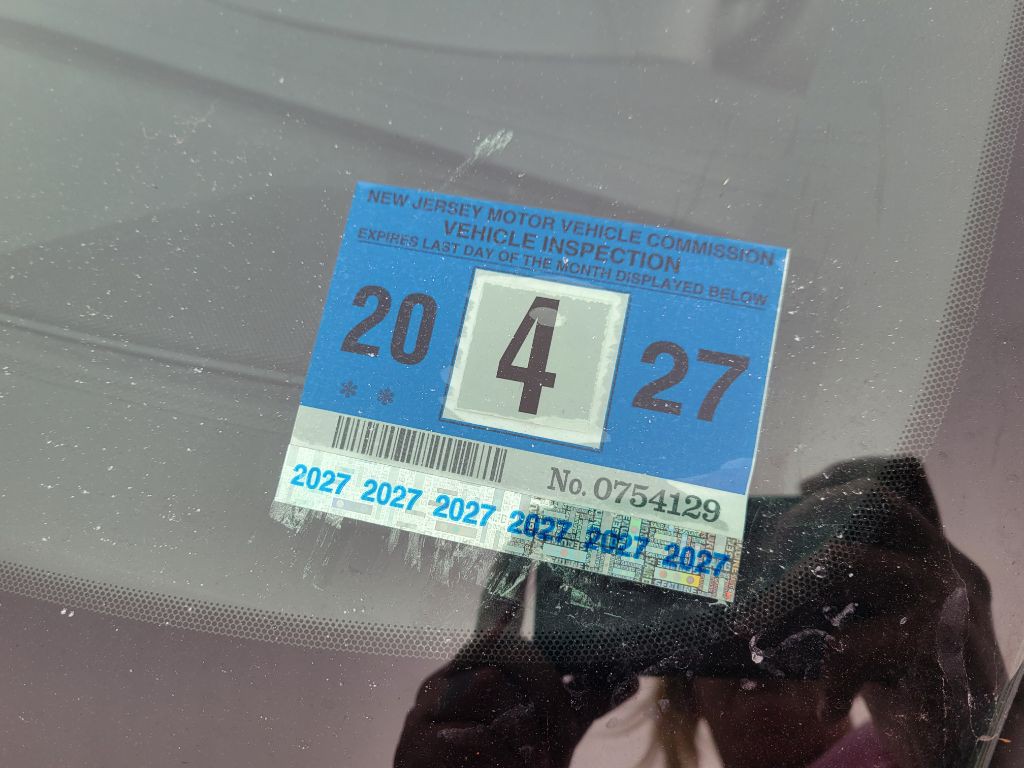 NEW JERSEY MOTOR VEHICLE COMMISSION
VEHICLE INSPECTION
EXPIRES LAST DAY OF THE MONTH DISPLAYED BELOW
20 4 27
* *
No. 0754129
2027 2027 2027 2027 2027 2027